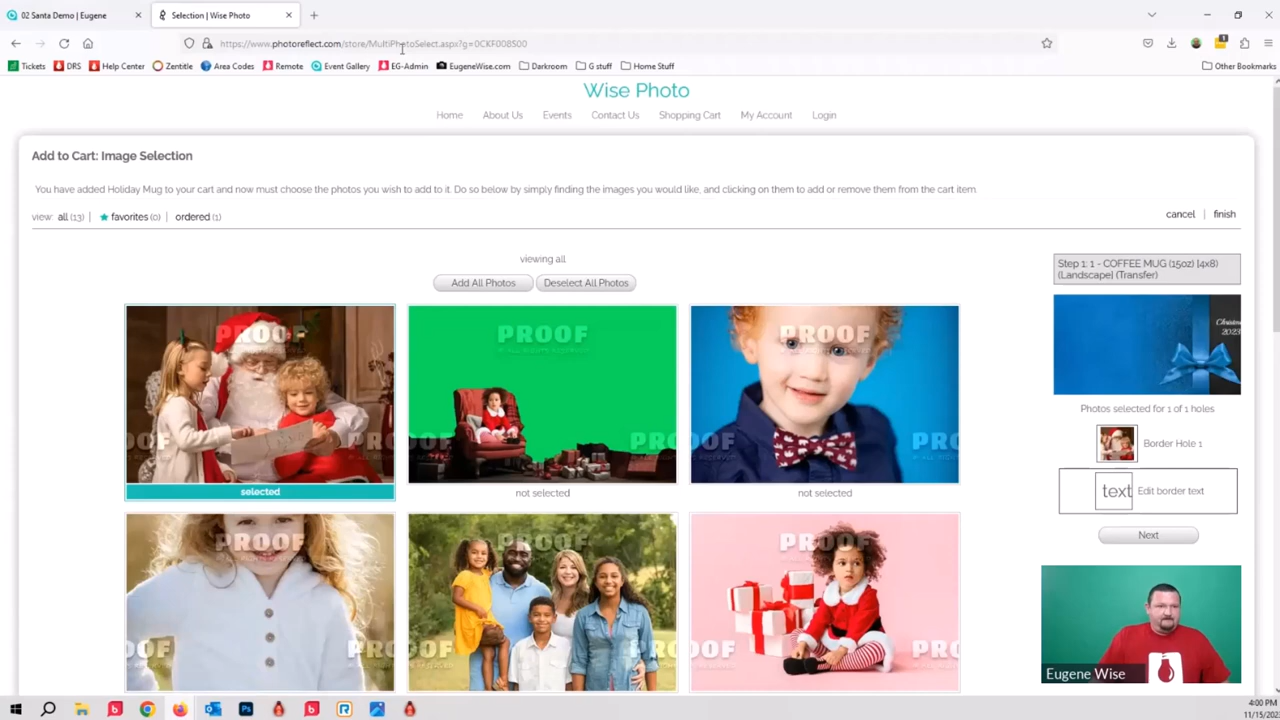 02 Santa Demo | Eugene
Selection | Wise Photo
https://www.photoreflect.com/store/MultiPhotoSelect.aspx?g=0CKF008S00
Tickets DRS Help Center Zentitle Area Codes Remote Event Gallery EG-Admin EugeneWise.com Darkroom G stuff Home Stuff Other Bookmarks
Wise Photo
Home About Us Events Contact Us Shopping Cart My Account Login
Add to Cart: Image Selection
You have added Holiday Mug to your cart and now must choose the photos you wish to add to it. Do so below by simply finding the images you would like, and clicking on them to add or remove them from the cart item.
view: all (13) | favorites (0) | ordered (1)
cancel | finish
viewing all
Add All Photos Deselect All Photos
Step 1: 1 - COFFEE MUG (15oz) [4x8]
(Landscape) (Transfer)
PROOF
PROOF
PROOF
Christmas
2023
Photos selected for 1 of 1 holes
Border Hole 1
selected
not selected
not selected
text Edit border text
Next
PROOF
PROOF
PROOF
Eugene Wise
4:00 PM